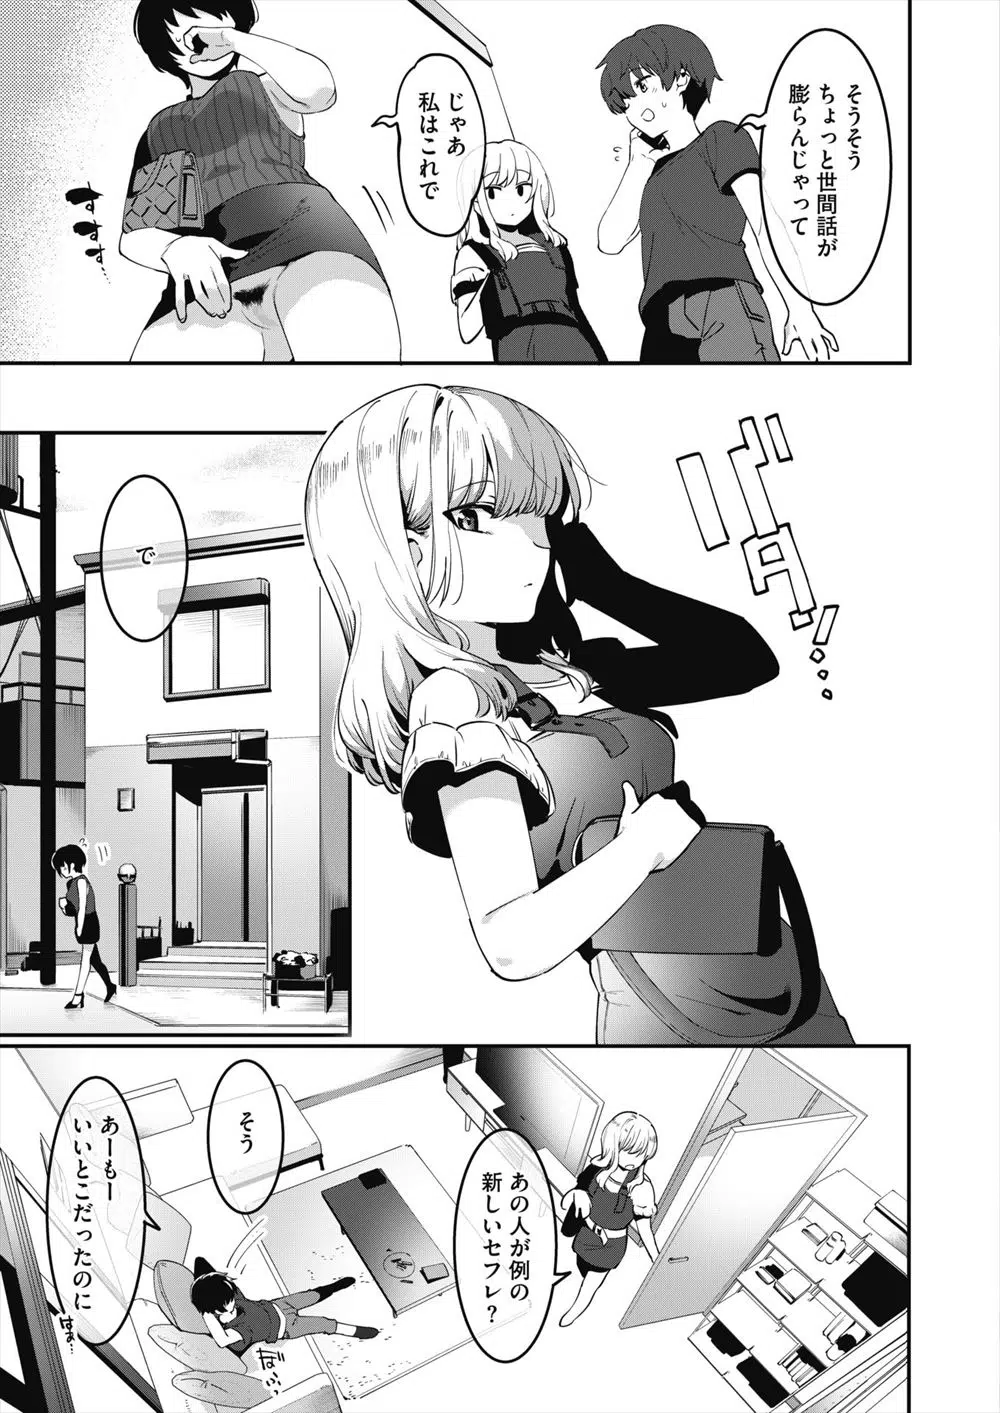 そうそう
ちょっと世間話が
膨らんじゃって
じゃあ
私はこれで
すすす…
バタンッ…
で
あの人が例の
新しいセフレ？
そう
あーもー
いいとこだったのに
はぁ…